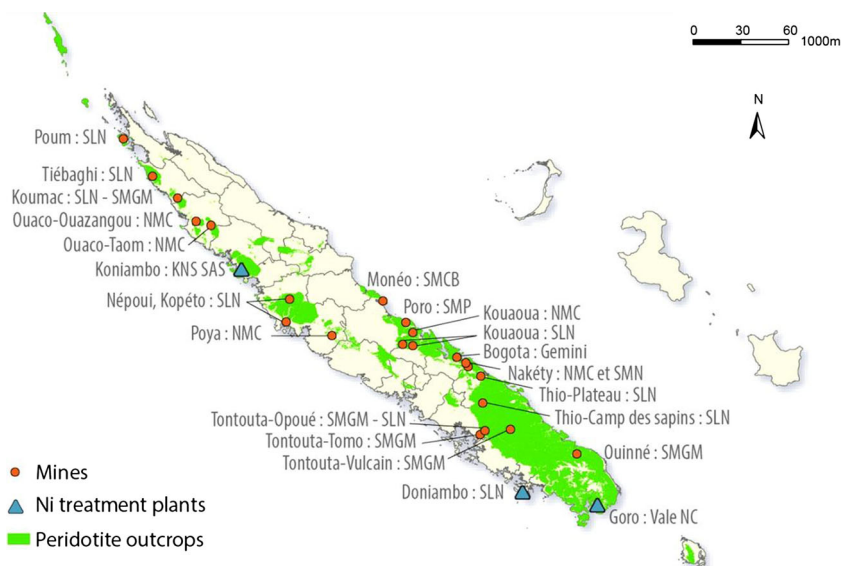 0 30 60 1000m
N
Poum : SLN
Tiébaghi : SLN
Koumac : SLN - SMGM
Ouaco-Ouazangou : NMC
Ouaco-Taom : NMC
Koniambo : KNS SAS
Népoui, Kopéto : SLN
Poya : NMC
Monéo : SMCB
Poro : SMP
Kouaoua : NMC
Kouaoua : SLN
Bogota : Gemini
Nakéty : NMC et SMN
Thio-Plateau : SLN
Thio-Camp des sapins : SLN
Tontouta-Opoué : SMGM - SLN
Tontouta-Tomo : SMGM
Tontouta-Vulcain : SMGM
Ouinné : SMGM
Doniambo : SLN
Goro : Vale NC
Mines
Ni treatment plants
Peridotite outcrops